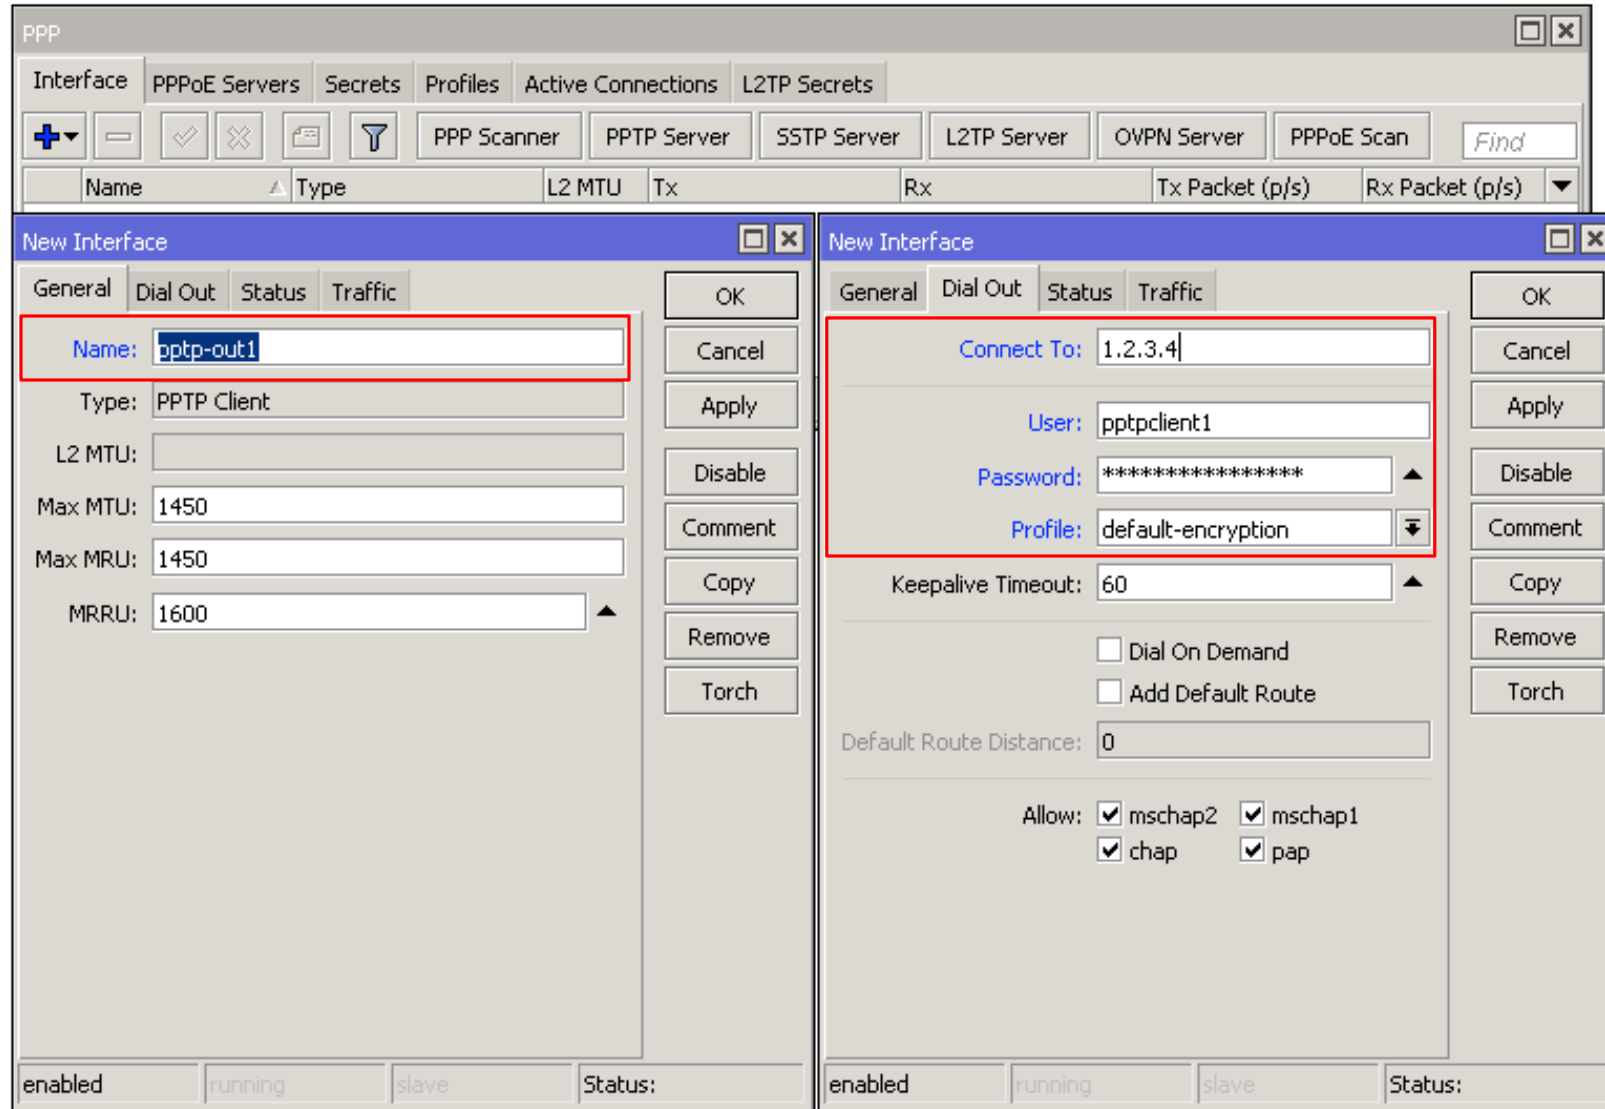 PPP
Interface PPPoE Servers Secrets Profiles Active Connections L2TP Secrets
PPP Scanner PPTP Server SSTP Server L2TP Server OVPN Server PPPoE Scan Find
Name Type L2 MTU Tx Rx Tx Packet (p/s) Rx Packet (p/s)
New Interface
General Dial Out Status Traffic
Name: pptp-out1
Type: PPTP Client
L2 MTU:
Max MTU: 1450
Max MRU: 1450
MRRU: 1600
OK
Cancel
Apply
Disable
Comment
Copy
Remove
Torch
enabled running slave Status:
New Interface
General Dial Out Status Traffic
Connect To: 1.2.3.4
User: pptpclient1
Password: ****************
Profile: default-encryption
Keepalive Timeout: 60
Dial On Demand
Add Default Route
Default Route Distance: 0
Allow: mschap2 mschap1
chap pap
OK
Cancel
Apply
Disable
Comment
Copy
Remove
Torch
enabled running slave Status: